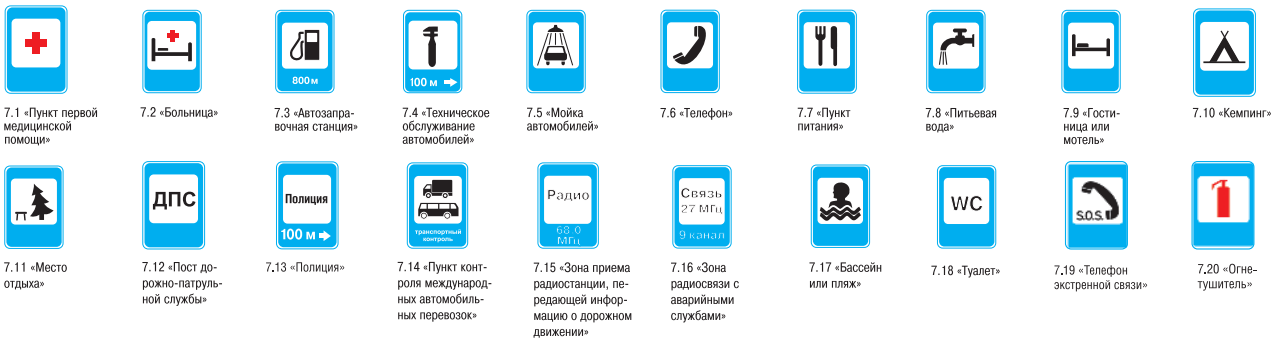 800 м
100 м
7.1 «Пункт первой
медицинской
помощи»
7.2 «Больница»
7.3 «Автозапра-
вочная станция»
7.4 «Техническое
обслуживание
автомобилей»
7.5 «Мойка
автомобилей»
7.6 «Телефон»
7.7 «Пункт
питания»
7.8 «Питьевая
вода»
7.9 «Гости-
ница или
мотель»
7.10 «Кемпинг»
ДПС
Полиция
100 м
транспортный
контроль
Радио
68.0
МГц
Связь
27 МГц
9 канал
WC
S.O.S.
7.11 «Место
отдыха»
7.12 «Пост до-
рожно-патруль-
ной службы»
7.13 «Полиция»
7.14 «Пункт конт-
роля международ-
ных автомобиль-
ных перевозок»
7.15 «Зона приема
радиостанции, пе-
редающей инфор-
мацию о дорожном
движении»
7.16 «Зона
радиосвязи с
аварийными
службами»
7.17 «Бассейн
или пляж»
7.18 «Туалет»
7.19 «Телефон
экстренной связи»
7.20 «Огне-
тушитель»